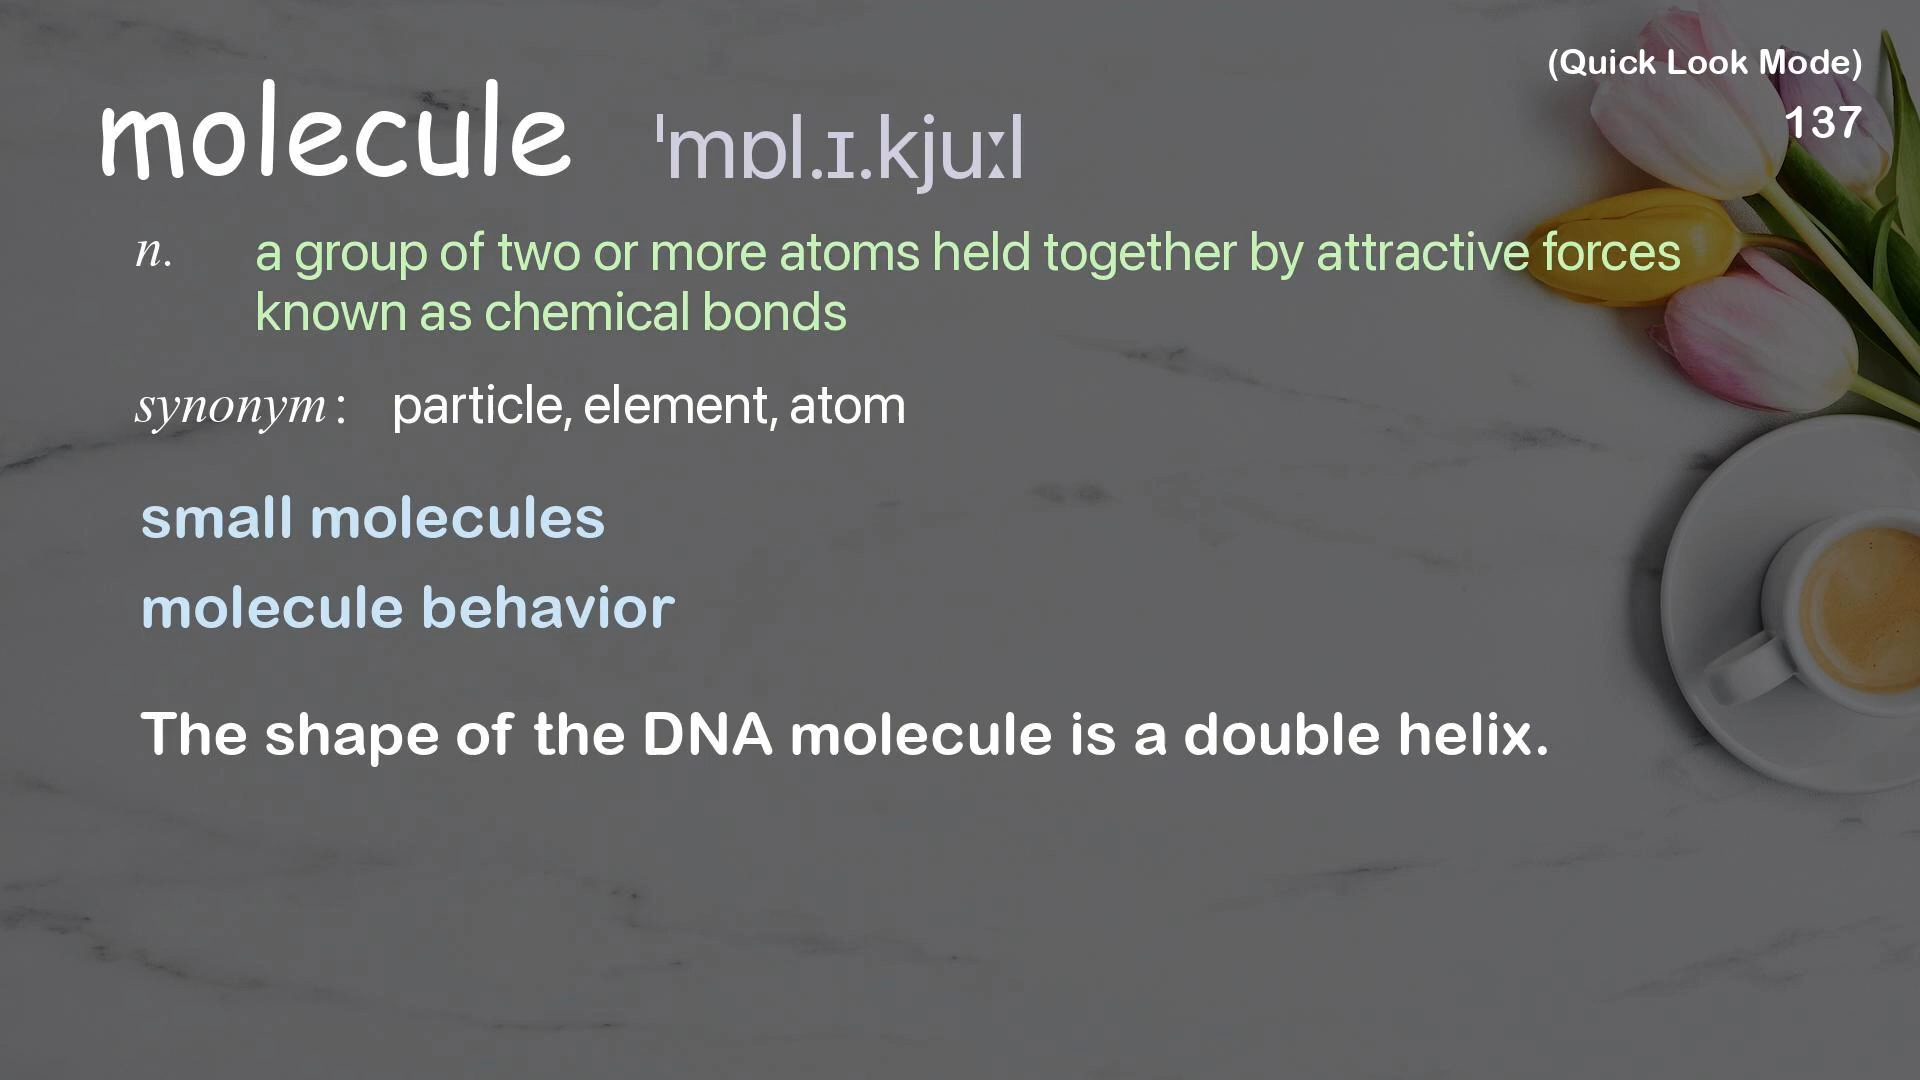 (Quick Look Mode)
137
molecule ˈmɒl.ɪ.kjuːl
n. a group of two or more atoms held together by attractive forces
known as chemical bonds
synonym: particle, element, atom
small molecules
molecule behavior
The shape of the DNA molecule is a double helix.